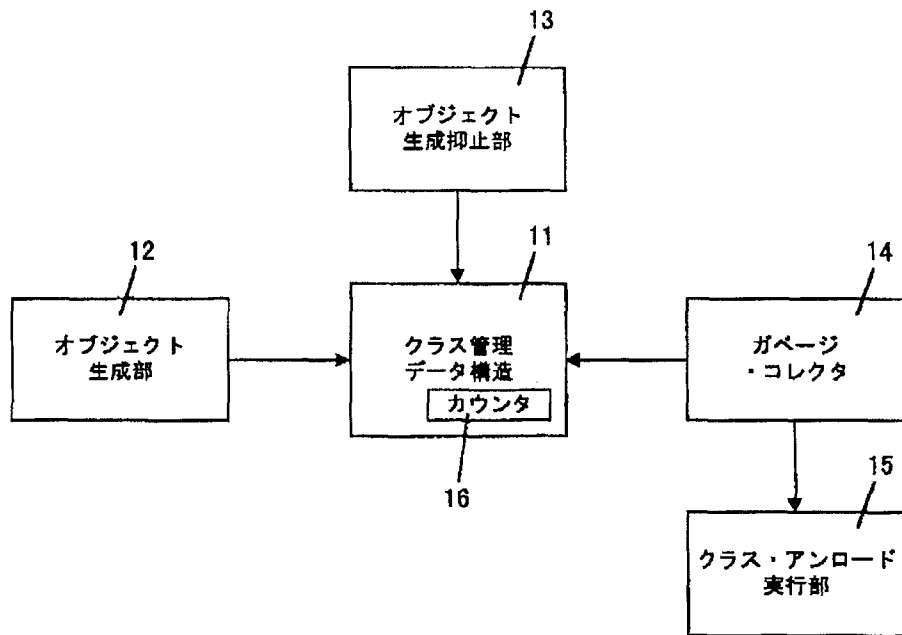 13
オブジェクト
生成抑止部
12
オブジェクト
生成部
11
クラス管理
データ構造
カウンタ
16
14
ガベージ
・コレクタ
15
クラス・アンロード
実行部